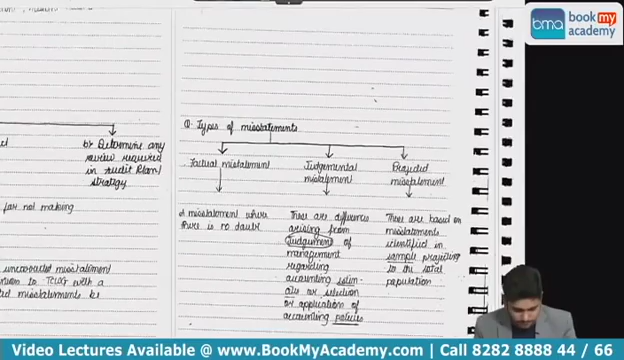 bma book my academy
b) Determine any
review required
in Audit Plan/
strategy
for not making
uncorrected misstatement
to TCWG with a
misstatements be
Q. Types of misstatements
Factual misstatement
Judgemental
misstatement
Projected
misstatement
A misstatement where
there is no doubt
These are differences
arising from
Judgement of
management
regarding
accounting estim-
ates or selection
or application of
accounting policies
These are based on
misstatements
identified in
sample projecting
to the total
population
Video Lectures Available @ www.BookMyAcademy.com / Call 8282 8888 44 / 66